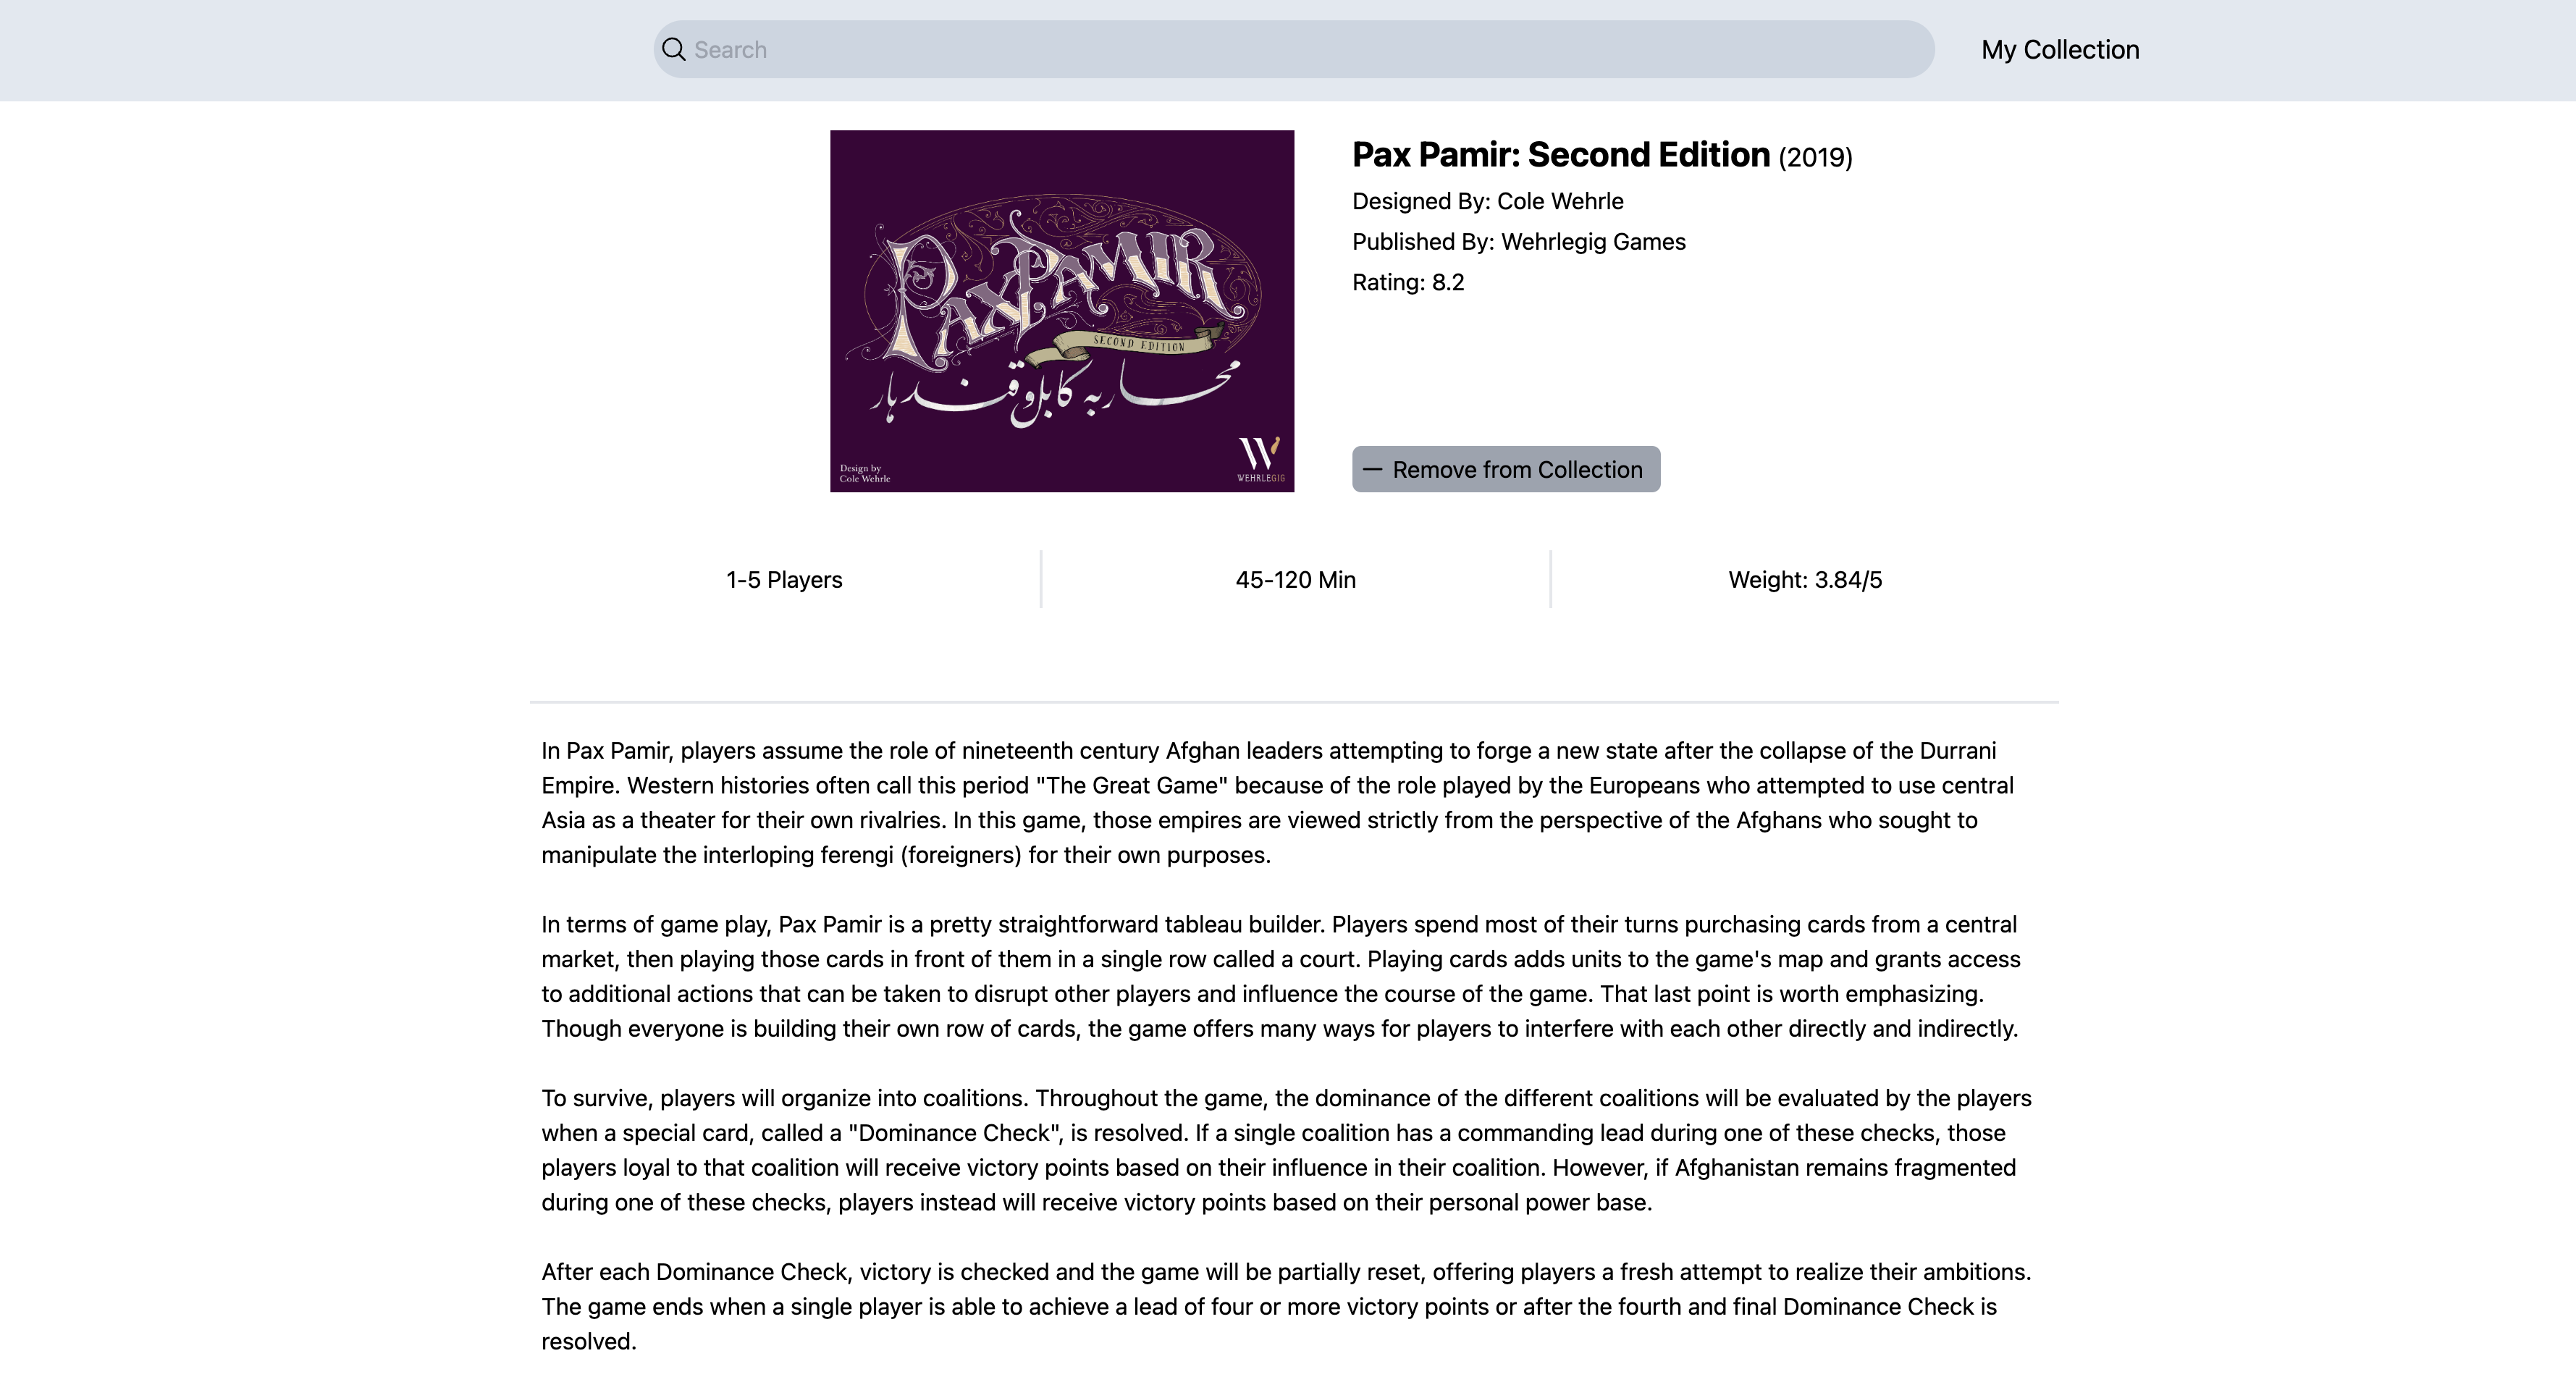 Search
My Collection
PAX PAMIR
SECOND EDITION
محاربه کابل و قندهار
Design by
Cole Wehrle
W
WEHRLEGIG
Pax Pamir: Second Edition (2019)
Designed By: Cole Wehrle
Published By: Wehrlegig Games
Rating: 8.2
Remove from Collection
1-5 Players
45-120 Min
Weight: 3.84/5
In Pax Pamir, players assume the role of nineteenth century Afghan leaders attempting to forge a new state after the collapse of the Durrani
Empire. Western histories often call this period "The Great Game" because of the role played by the Europeans who attempted to use central
Asia as a theater for their own rivalries. In this game, those empires are viewed strictly from the perspective of the Afghans who sought to
manipulate the interloping ferengi (foreigners) for their own purposes.
In terms of game play, Pax Pamir is a pretty straightforward tableau builder. Players spend most of their turns purchasing cards from a central
market, then playing those cards in front of them in a single row called a court. Playing cards adds units to the game's map and grants access
to additional actions that can be taken to disrupt other players and influence the course of the game. That last point is worth emphasizing.
Though everyone is building their own row of cards, the game offers many ways for players to interfere with each other directly and indirectly.
To survive, players will organize into coalitions. Throughout the game, the dominance of the different coalitions will be evaluated by the players
when a special card, called a "Dominance Check", is resolved. If a single coalition has a commanding lead during one of these checks, those
players loyal to that coalition will receive victory points based on their influence in their coalition. However, if Afghanistan remains fragmented
during one of these checks, players instead will receive victory points based on their personal power base.
After each Dominance Check, victory is checked and the game will be partially reset, offering players a fresh attempt to realize their ambitions.
The game ends when a single player is able to achieve a lead of four or more victory points or after the fourth and final Dominance Check is
resolved.